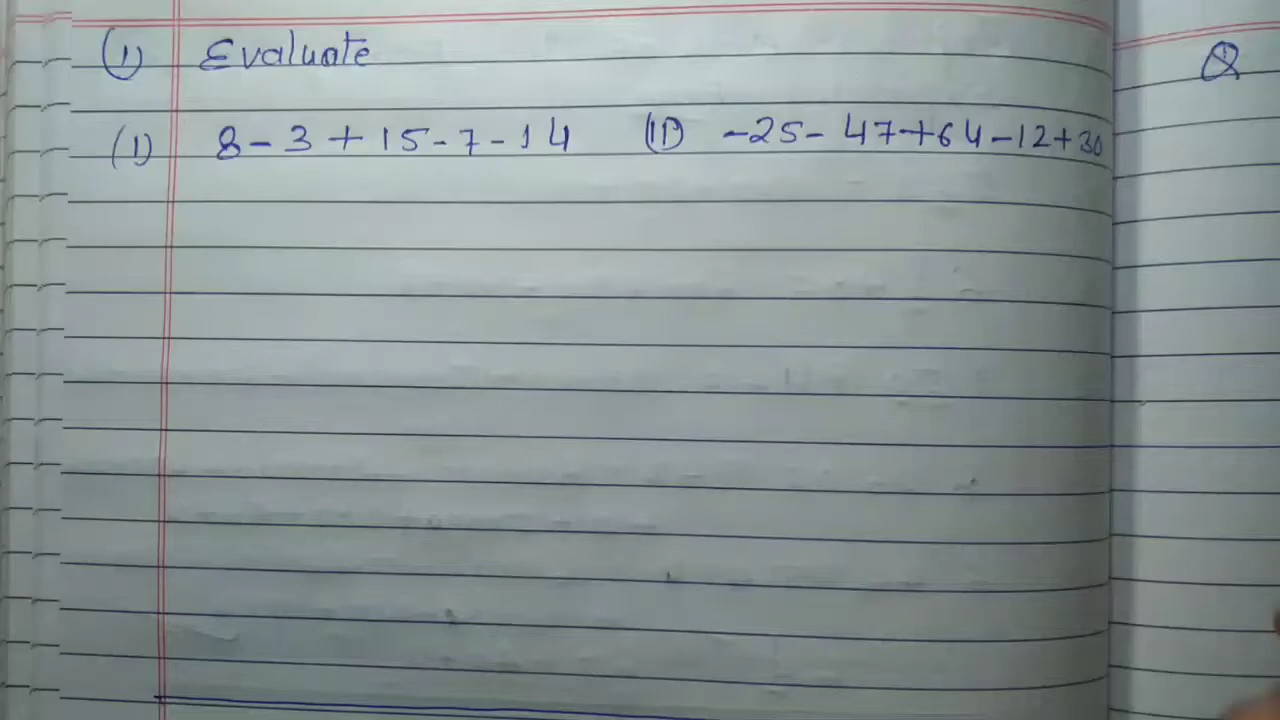 (1) Evaluate
(1) 8-3+15-7-14 (11) -25-47+64-12+30
Q